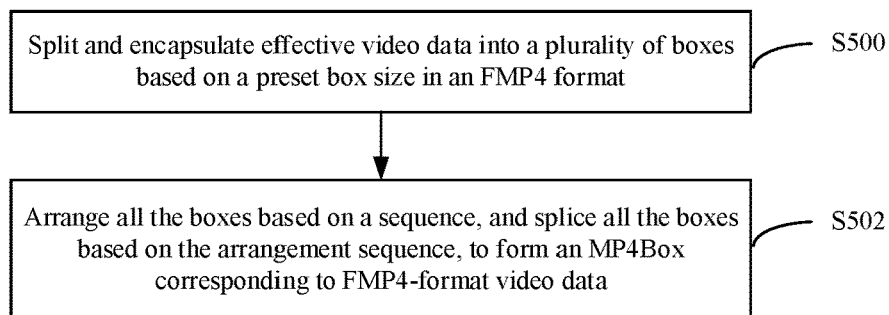 Split and encapsulate effective video data into a plurality of boxes
based on a preset box size in an FMP4 format
S500
Arrange all the boxes based on a sequence, and splice all the boxes
based on the arrangement sequence, to form an MP4Box
corresponding to FMP4-format video data
S502